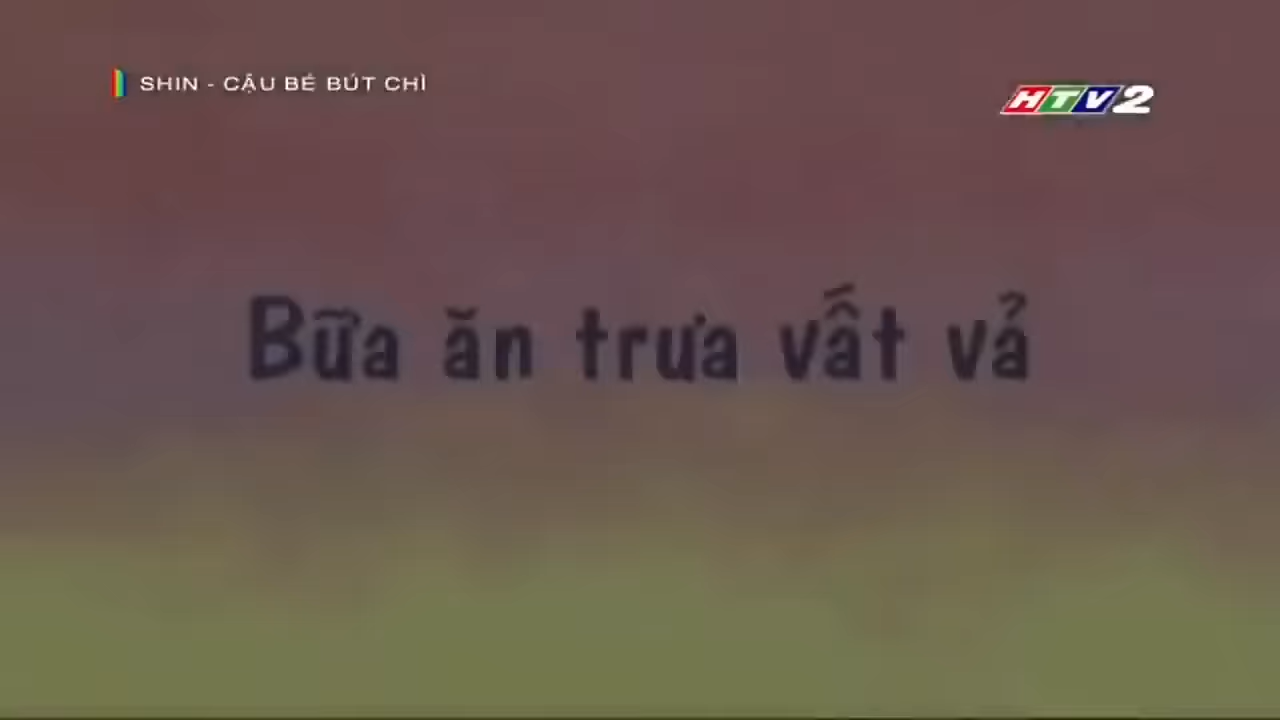 SHIN - CẬU BÉ BÚT CHÌ
HTV2
Bữa ăn trưa vất vả